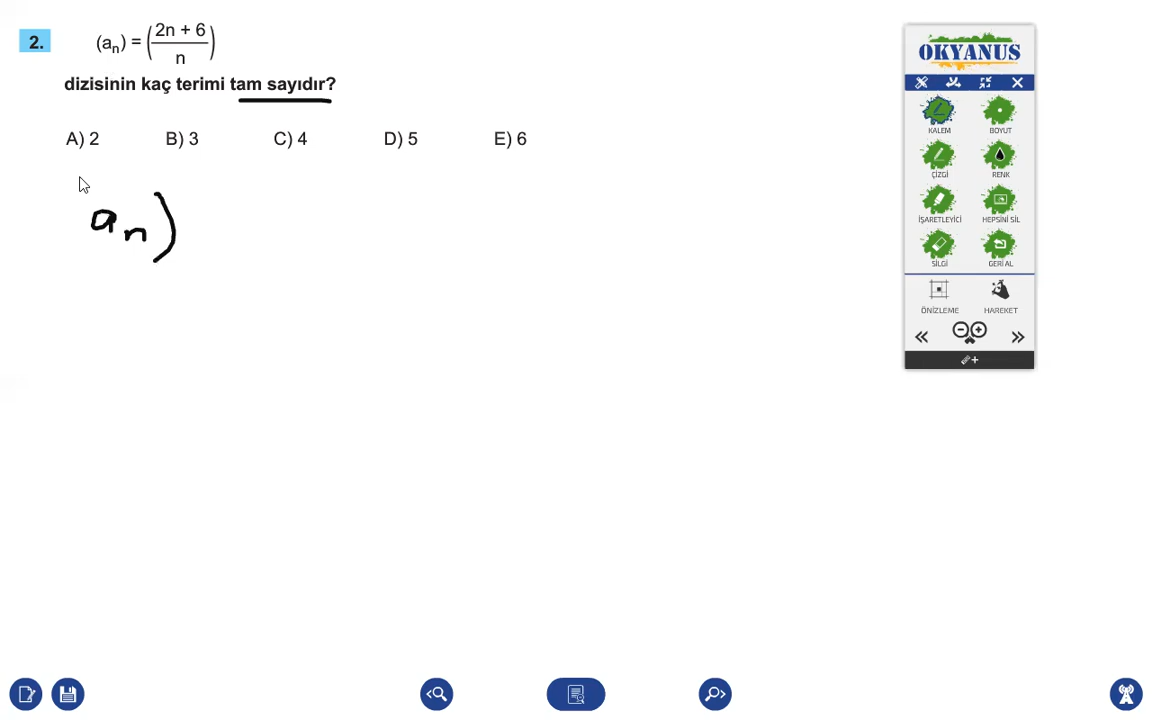 2. (aₙ) = ((2n + 6)/n)
dizisinin kaç terimi tam sayıdır?
A) 2 B) 3 C) 4 D) 5 E) 6
aₙ)
OKYANUS
KALEM BOYUT
ÇİZGİ RENK
İŞARETLEYİCİ HEPSİNİ SİL
SİLGİ GERİ AL
ÖNİZLEME HAREKET